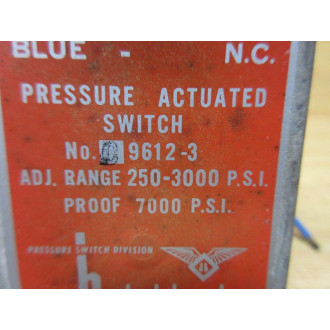 BLUE - N.C.
PRESSURE ACTUATED
SWITCH
No. 9612-3
ADJ. RANGE 250-3000 P.S.I.
PROOF 7000 P.S.I.
PRESSURE SWITCH DIVISION